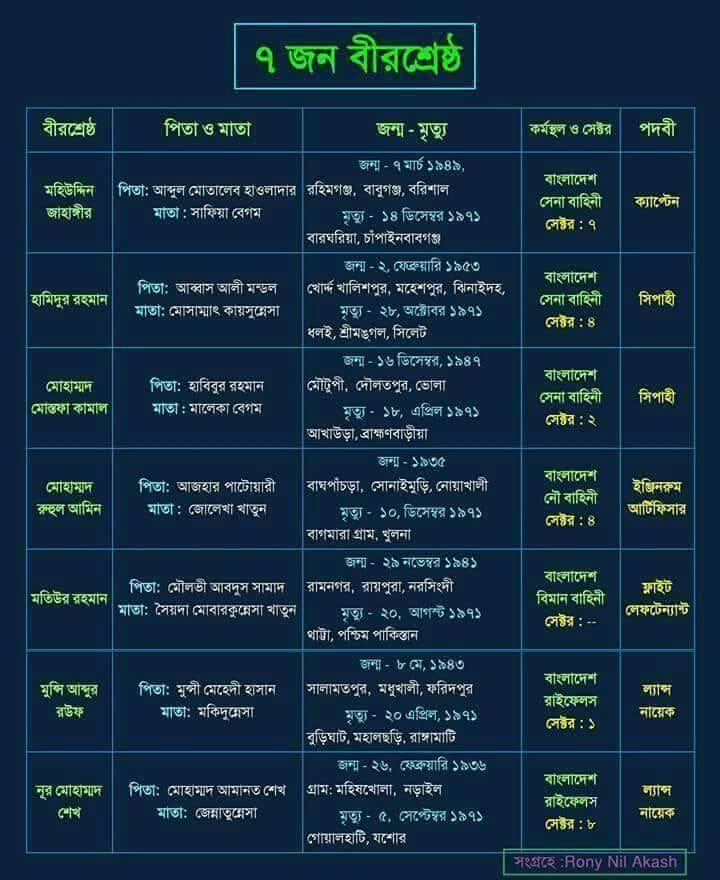 ৭ জন বীরশ্রেষ্ঠ
বীরশ্রেষ্ঠ
পিতা ও মাতা
জন্ম - মৃত্যু
কর্মস্থল ও সেক্টর
পদবী
মহিউদ্দিন
জাহাঙ্গীর
পিতা: আব্দুল মোতালেব হাওলাদার
মাতা : সাফিয়া বেগম
জন্ম - ৭ মার্চ ১৯৪৯,
রহিমগঞ্জ, বাবুগঞ্জ, বরিশাল
মৃত্যু - ১৪ ডিসেম্বর ১৯৭১
বারঘরিয়া, চাঁপাইনবাবগঞ্জ
বাংলাদেশ
সেনা বাহিনী
সেক্টর : ৭
ক্যাপ্টেন
হামিদুর রহমান
পিতা: আব্বাস আলী মন্ডল
মাতা: মোসাম্মাৎ কায়সুন্নেসা
জন্ম - ২, ফেব্রুয়ারি ১৯৫৩
খোর্দ্দ খালিশপুর, মহেশপুর, ঝিনাইদহ,
মৃত্যু - ২৮, অক্টোবর ১৯৭১
ধলই, শ্রীমঙ্গল, সিলেট
বাংলাদেশ
সেনা বাহিনী
সেক্টর : ৪
সিপাহী
মোহাম্মদ
মোস্তফা কামাল
পিতা: হাবিবুর রহমান
মাতা : মালেকা বেগম
জন্ম - ১৬ ডিসেম্বর, ১৯৪৭
মৌটুপী, দৌলতপুর, ভোলা
মৃত্যু - ১৮, এপ্রিল ১৯৭১
আখাউড়া, ব্রাহ্মণবাড়ীয়া
বাংলাদেশ
সেনা বাহিনী
সেক্টর : ২
সিপাহী
মোহাম্মদ
রুহুল আমিন
পিতা: আজহার পাটোয়ারী
মাতা : জোলেখা খাতুন
জন্ম - ১৯৩৫
বাঘপাঁচড়া, সোনাইমুড়ি, নোয়াখালী
মৃত্যু - ১০, ডিসেম্বর ১৯৭১
বাগমারা গ্রাম, খুলনা
বাংলাদেশ
নৌ বাহিনী
সেক্টর : ৪
ইঞ্জিনরুম
আর্টিফিসার
মতিউর রহমান
পিতা: মৌলভী আবদুস সামাদ
মাতা: সৈয়দা মোবারকুন্নেসা খাতুন
জন্ম - ২৯ নভেম্বর ১৯৪১
রামনগর, রায়পুরা, নরসিংদী
মৃত্যু - ২০, আগস্ট ১৯৭১
থাট্টা, পশ্চিম পাকিস্তান
বাংলাদেশ
বিমান বাহিনী
সেক্টর : --
ফ্লাইট
লেফটেন্যান্ট
মুন্সি আব্দুর
রউফ
পিতা: মুন্সী মেহেদী হাসান
মাতা: মকিদুন্নেসা
জন্ম - ৮ মে, ১৯৪৩
সালামতপুর, মধুখালী, ফরিদপুর
মৃত্যু - ২০ এপ্রিল, ১৯৭১
বুড়িঘাট, মহালছড়ি, রাঙ্গামাটি
বাংলাদেশ
রাইফেলস
সেক্টর : ১
ল্যান্স
নায়েক
নূর মোহাম্মদ
শেখ
পিতা: মোহাম্মদ আমানত শেখ
মাতা: জেন্নাতুন্নেসা
জন্ম - ২৬, ফেব্রুয়ারি ১৯৩৬
গ্রাম: মহিষখোলা, নড়াইল
মৃত্যু - ৫, সেপ্টেম্বর ১৯৭১
গোয়ালহাটি, যশোর
বাংলাদেশ
রাইফেলস
সেক্টর : ৮
ল্যান্স
নায়েক
সংগ্রহে :Rony Nil Akash